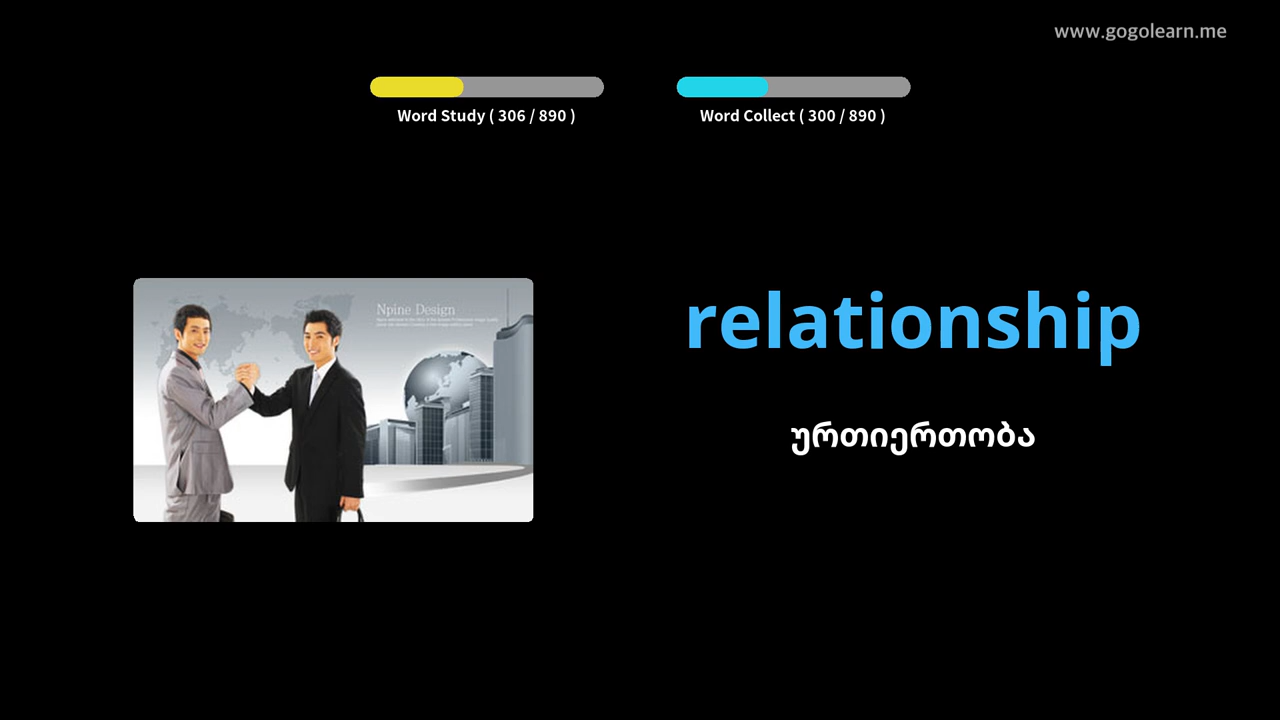 www.gogolearn.me
Word Study ( 306 / 890 )
Word Collect ( 300 / 890 )
Npine Design
relationship
ურთიერთობა